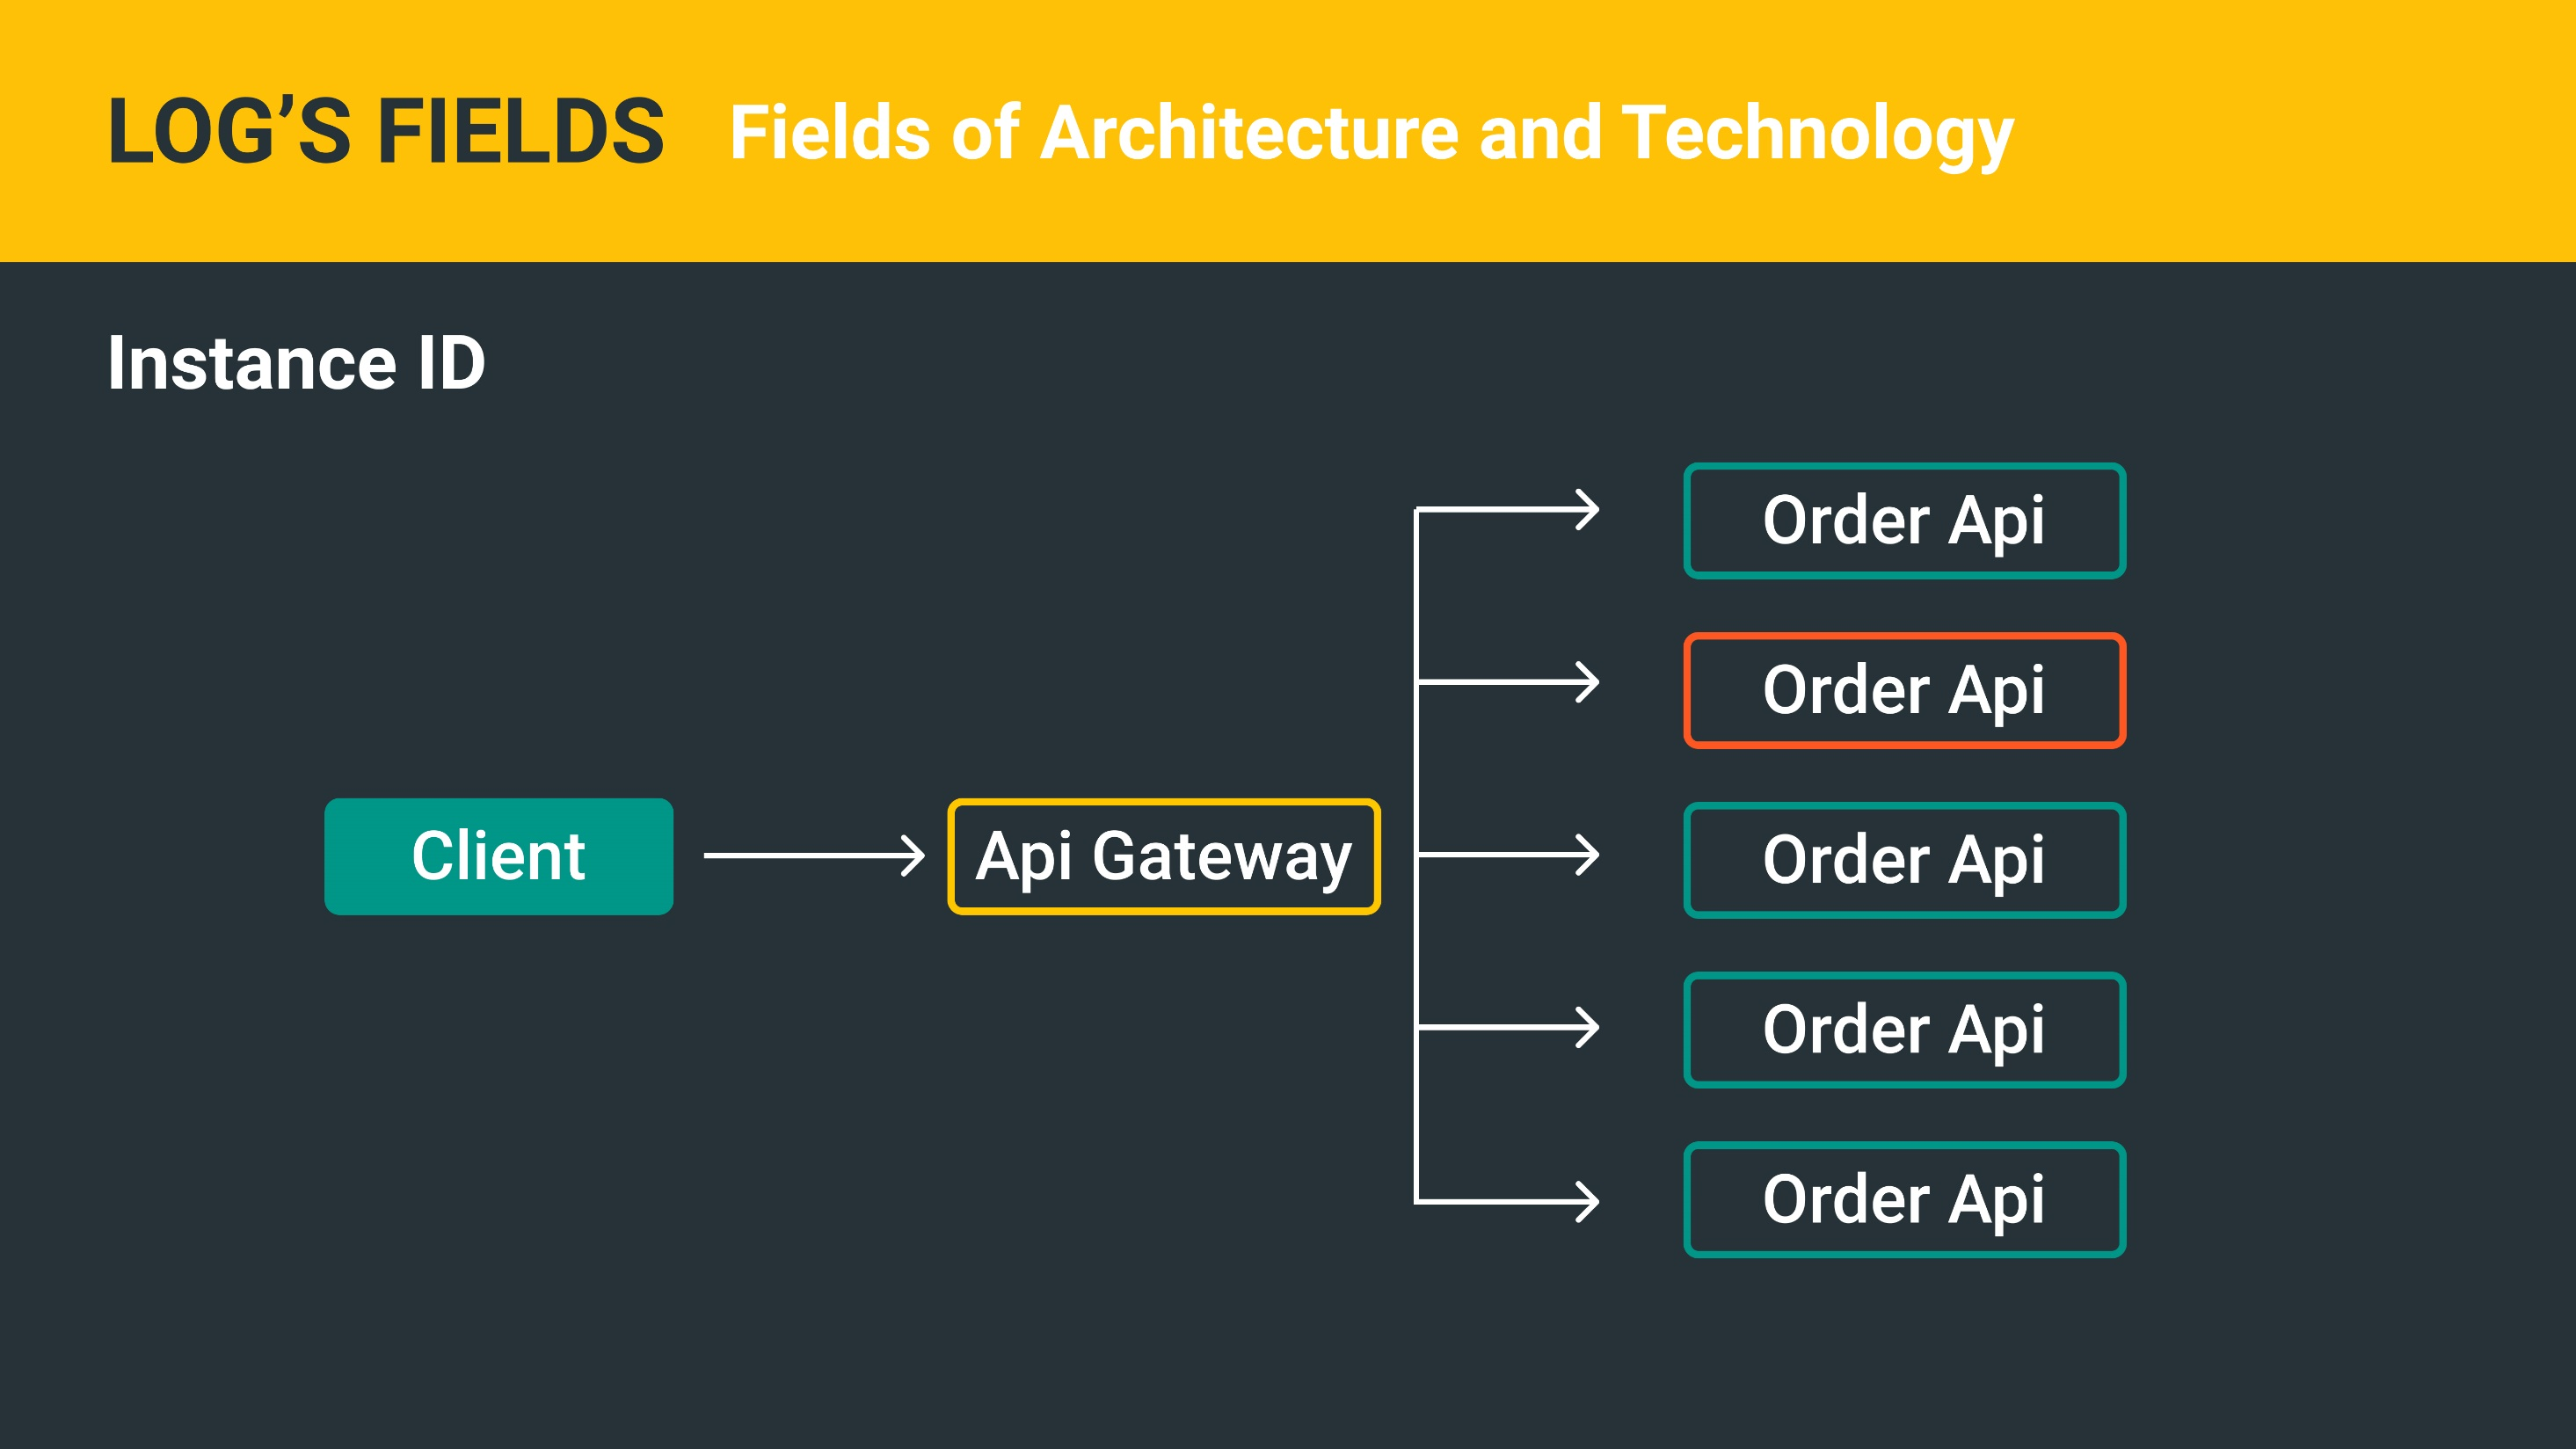 LOG’S FIELDS Fields of Architecture and Technology
Instance ID
Client
Api Gateway
Order Api
Order Api
Order Api
Order Api
Order Api